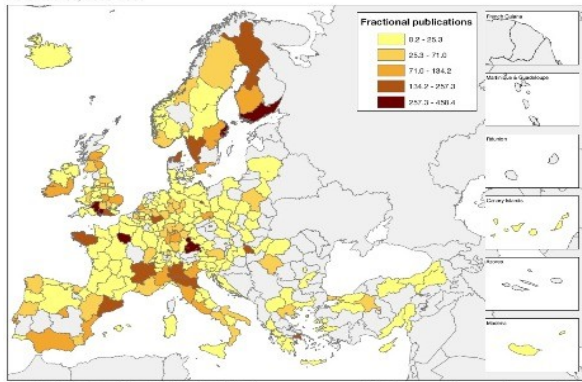 Fractional publications
0.2 - 25.3
25.3 - 71.0
71.0 - 134.2
134.2 - 257.3
257.3 - 458.4
French Guiana
Martinique & Guadeloupe
Réunion
Canary Islands
Azores
Madeira